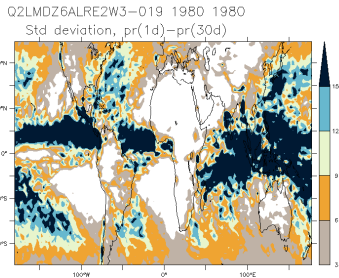 Q2LMDZ6ALRE2W3-019 1980 1980
Std deviation, pr(1d)-pr(30d)
°N
°N
0°
°S
°S
15
12
9
6
3
100°W 0° 100°E